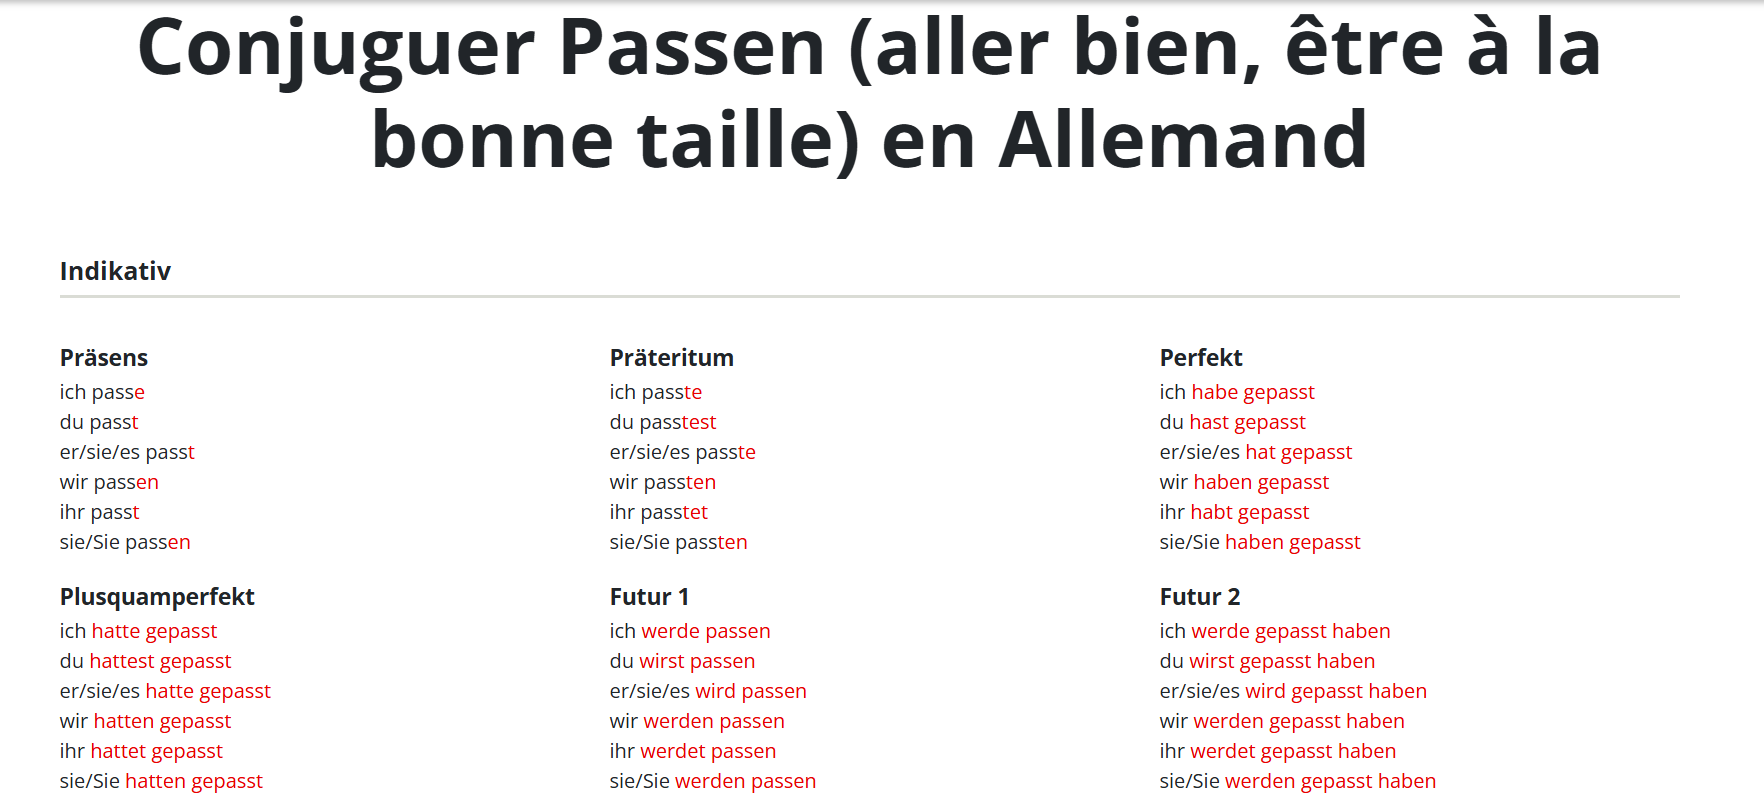 Conjuguer Passen (aller bien, être à la
bonne taille) en Allemand
Indikativ
Präsens
ich passe
du passt
er/sie/es passt
wir passen
ihr passt
sie/Sie passen
Präteritum
ich passte
du passtest
er/sie/es passte
wir passten
ihr passtet
sie/Sie passten
Perfekt
ich habe gepasst
du hast gepasst
er/sie/es hat gepasst
wir haben gepasst
ihr habt gepasst
sie/Sie haben gepasst
Plusquamperfekt
ich hatte gepasst
du hattest gepasst
er/sie/es hatte gepasst
wir hatten gepasst
ihr hattet gepasst
sie/Sie hatten gepasst
Futur 1
ich werde passen
du wirst passen
er/sie/es wird passen
wir werden passen
ihr werdet passen
sie/Sie werden passen
Futur 2
ich werde gepasst haben
du wirst gepasst haben
er/sie/es wird gepasst haben
wir werden gepasst haben
ihr werdet gepasst haben
sie/Sie werden gepasst haben